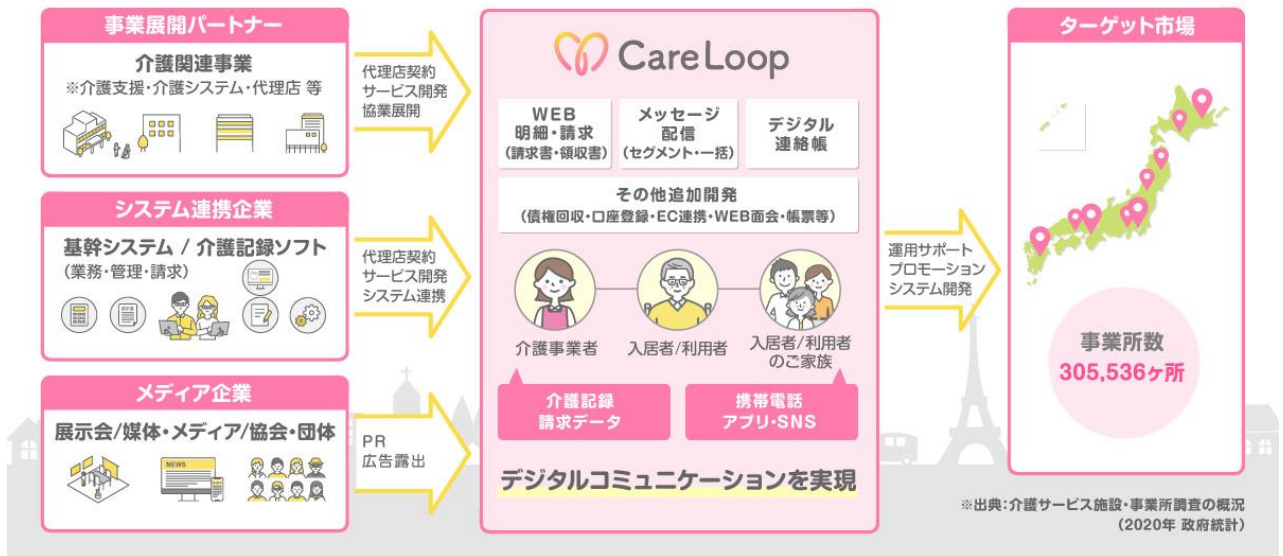 事業展開パートナー
介護関連事業
※介護支援・介護システム・代理店 等
代理店契約
サービス開発
協業展開
システム連携企業
基幹システム / 介護記録ソフト
(業務・管理・請求)
代理店契約
サービス開発
システム連携
メディア企業
展示会/媒体・メディア/協会・団体
NEWS
PR
広告露出
CareLoop
WEB
明細・請求
(請求書・領収書)
メッセージ
配信
(セグメント・一括)
デジタル
連絡帳
その他追加開発
(債権回収・口座登録・EC連携・WEB面会・帳票等)
介護事業者
入居者/利用者
入居者/利用者
のご家族
介護記録
請求データ
携帯電話
アプリ・SNS
デジタルコミュニケーションを実現
運用サポート
プロモーション
システム開発
ターゲット市場
事業所数
305,536ヶ所
※出典:介護サービス施設・事業所調査の概況
(2020年 政府統計)